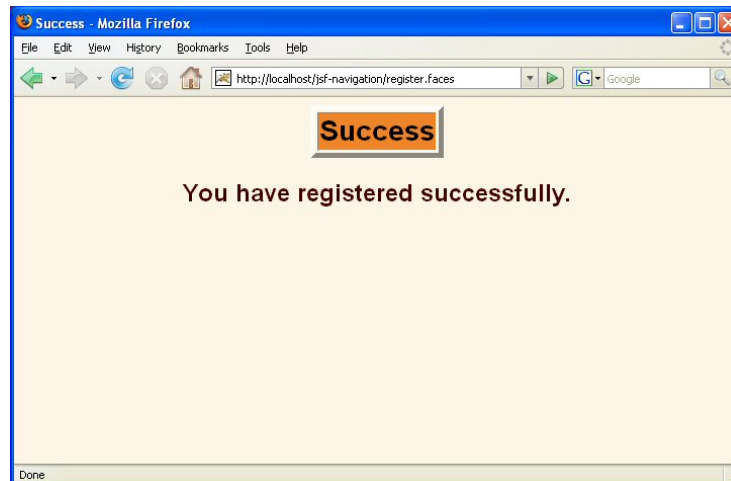 Success - Mozilla Firefox
File Edit View History Bookmarks Tools Help
http://localhost/jsf-navigation/register.faces G Google
Success
You have registered successfully.
Done